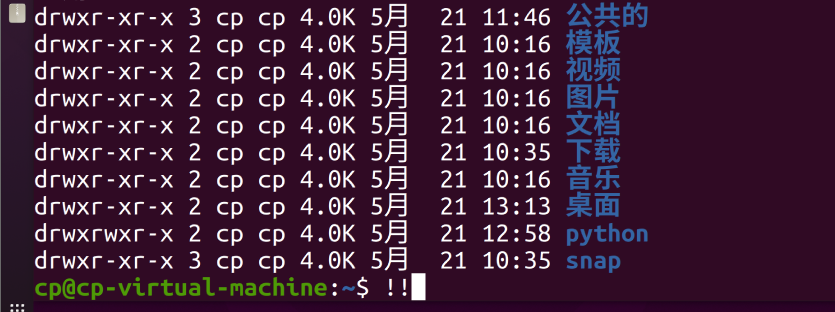 drwxr-xr-x 3 cp cp 4.0K 5月  21 11:46 公共的
drwxr-xr-x 2 cp cp 4.0K 5月  21 10:16 模板
drwxr-xr-x 2 cp cp 4.0K 5月  21 10:16 视频
drwxr-xr-x 2 cp cp 4.0K 5月  21 10:16 图片
drwxr-xr-x 2 cp cp 4.0K 5月  21 10:16 文档
drwxr-xr-x 2 cp cp 4.0K 5月  21 10:35 下载
drwxr-xr-x 2 cp cp 4.0K 5月  21 10:16 音乐
drwxr-xr-x 2 cp cp 4.0K 5月  21 13:13 桌面
drwxrwxr-x 2 cp cp 4.0K 5月  21 12:58 python
drwxr-xr-x 3 cp cp 4.0K 5月  21 10:35 snap
cp@cp-virtual-machine:~$ !!